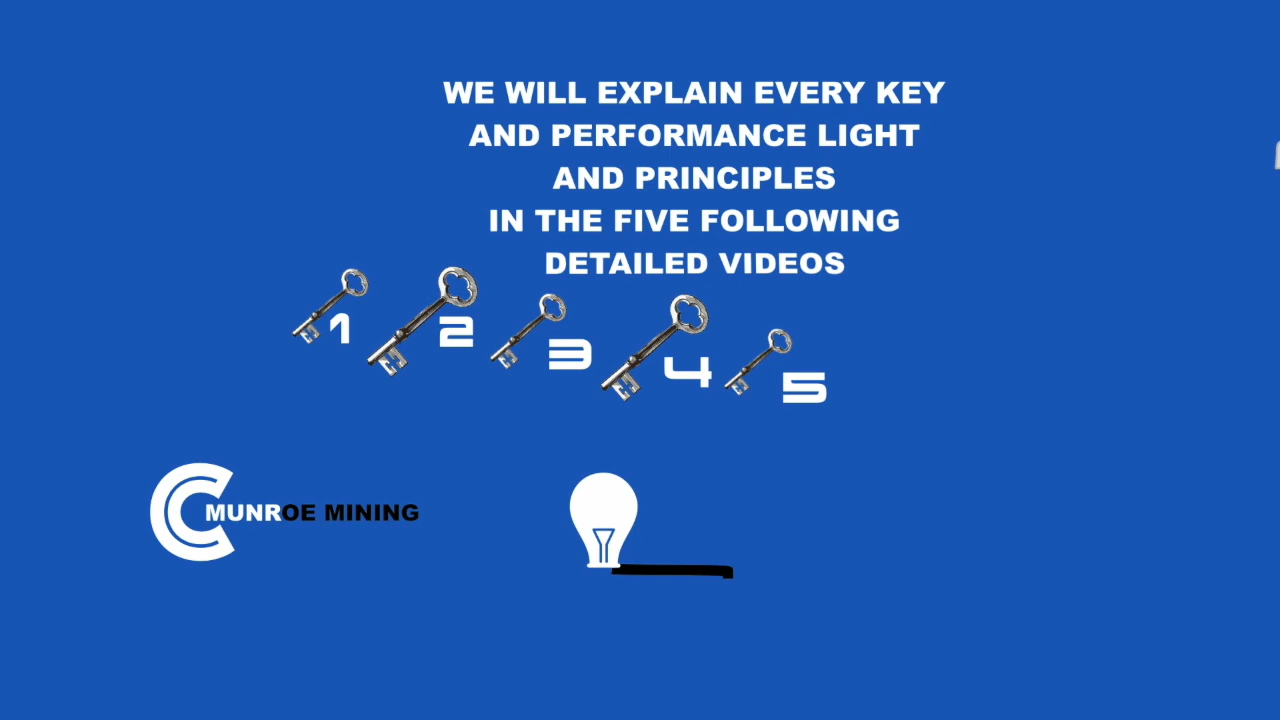 WE WILL EXPLAIN EVERY KEY
AND PERFORMANCE LIGHT
AND PRINCIPLES
IN THE FIVE FOLLOWING
DETAILED VIDEOS
1 2 3 4 5
MUNROE MINING